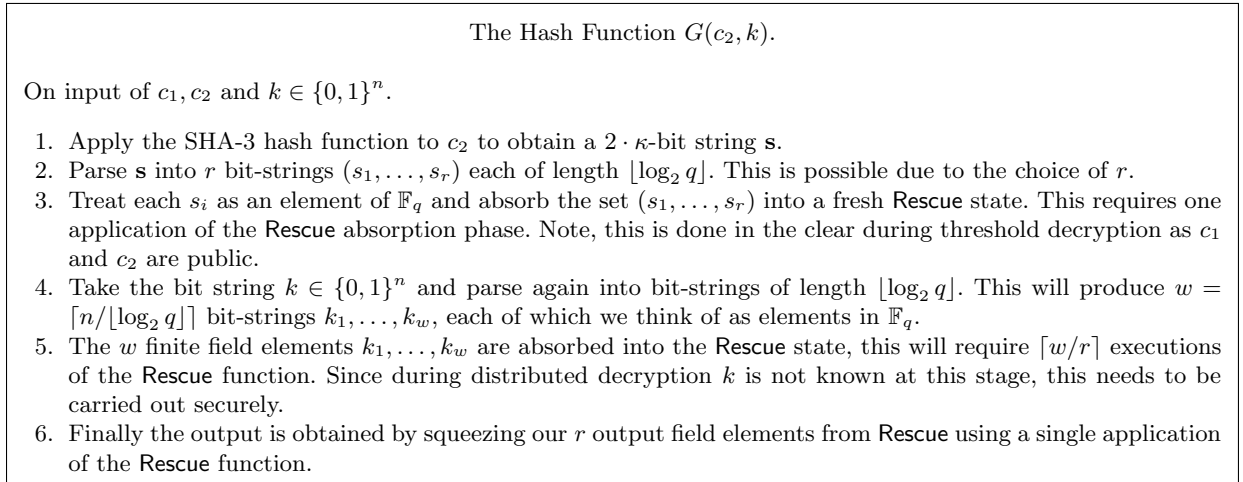 The Hash Function G(c₂, k).
On input of c₁, c₂ and k ∈ {0, 1}ⁿ.
1. Apply the SHA-3 hash function to c₂ to obtain a 2 · κ-bit string s.
2. Parse s into r bit-strings (s₁, . . . , sᵣ) each of length ⌊log₂ q⌋. This is possible due to the choice of r.
3. Treat each sᵢ as an element of 𝔽_q and absorb the set (s₁, . . . , sᵣ) into a fresh Rescue state. This requires one
application of the Rescue absorption phase. Note, this is done in the clear during threshold decryption as c₁
and c₂ are public.
4. Take the bit string k ∈ {0, 1}ⁿ and parse again into bit-strings of length ⌊log₂ q⌋. This will produce w =
⌈n/⌊log₂ q⌋⌉ bit-strings k₁, . . . , k_w, each of which we think of as elements in 𝔽_q.
5. The w finite field elements k₁, . . . , k_w are absorbed into the Rescue state, this will require ⌈w/r⌉ executions
of the Rescue function. Since during distributed decryption k is not known at this stage, this needs to be
carried out securely.
6. Finally the output is obtained by squeezing our r output field elements from Rescue using a single application
of the Rescue function.